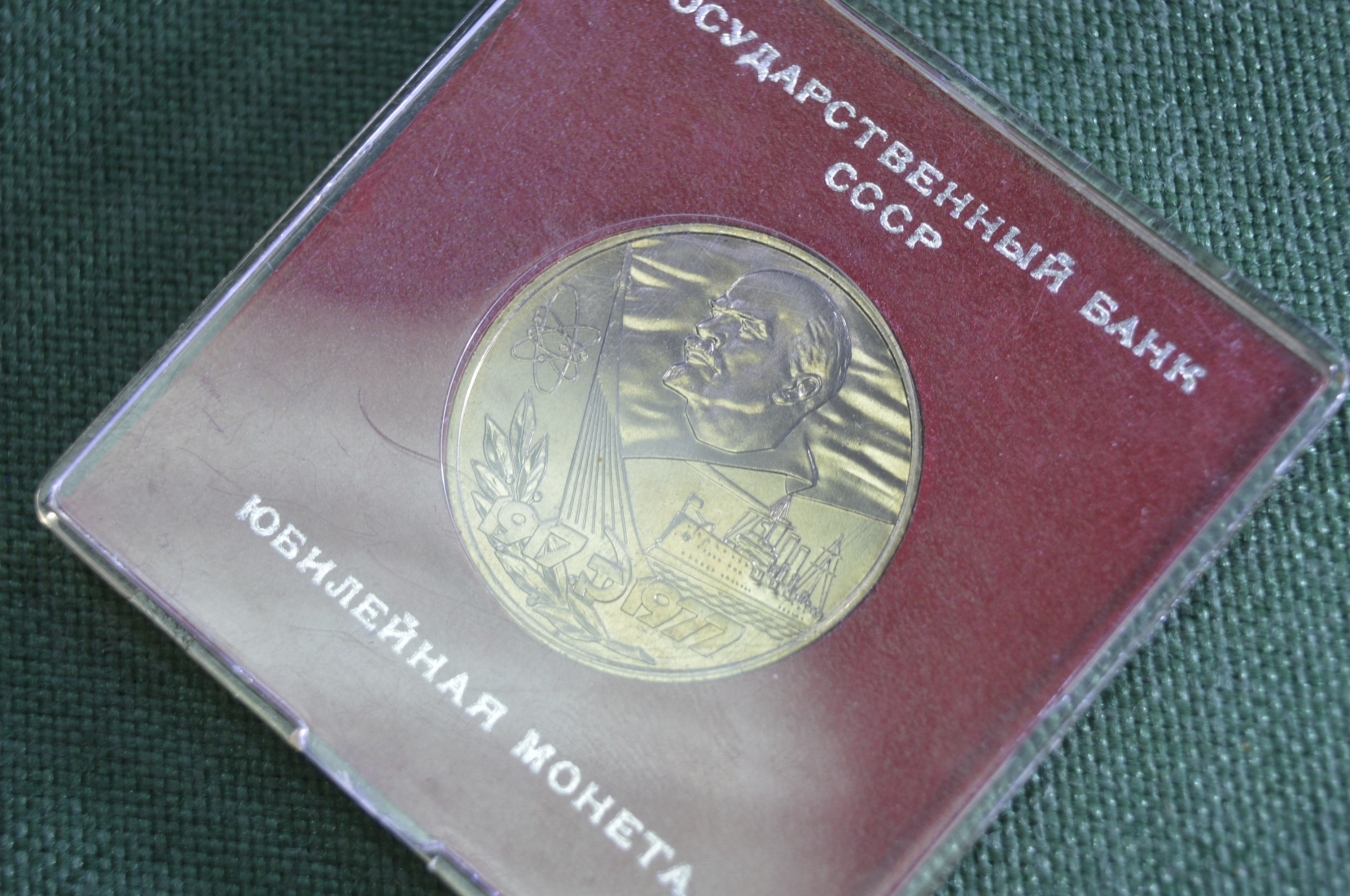 ОСУДАРСТВЕННЫЙ БАНК
СССР
1917 1977
ЮБИЛЕЙНАЯ МОНЕТА